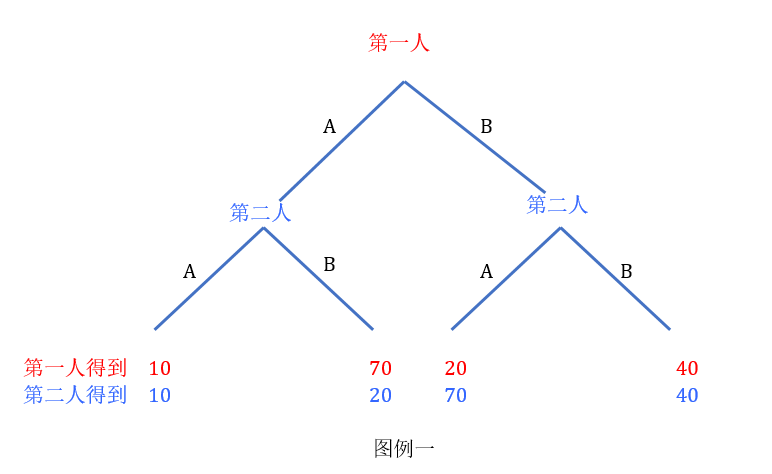 第一人
A B
第二人 第二人
A B A B
第一人得到 10 70 20 40
第二人得到 10 20 70 40
图例一